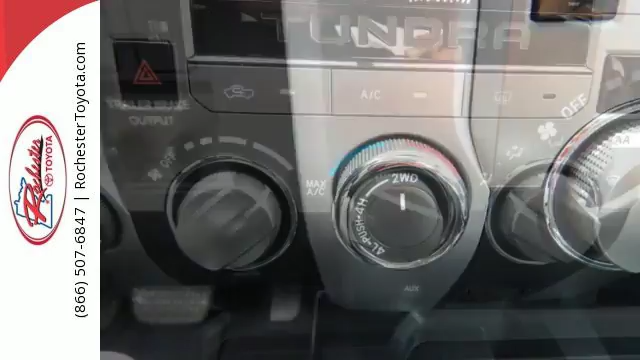 Rochester
TOYOTA
(866) 507-6847 | RochesterToyota.com
TUNDRA
A/C
OFF
TRAILER BRAKE
OUTPUT
OFF
MAX
A/C
2WD
4L-PUSH-4H
AUX